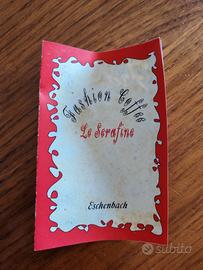 Fashion Coffee
Le Serafine
Eschenbach
subito